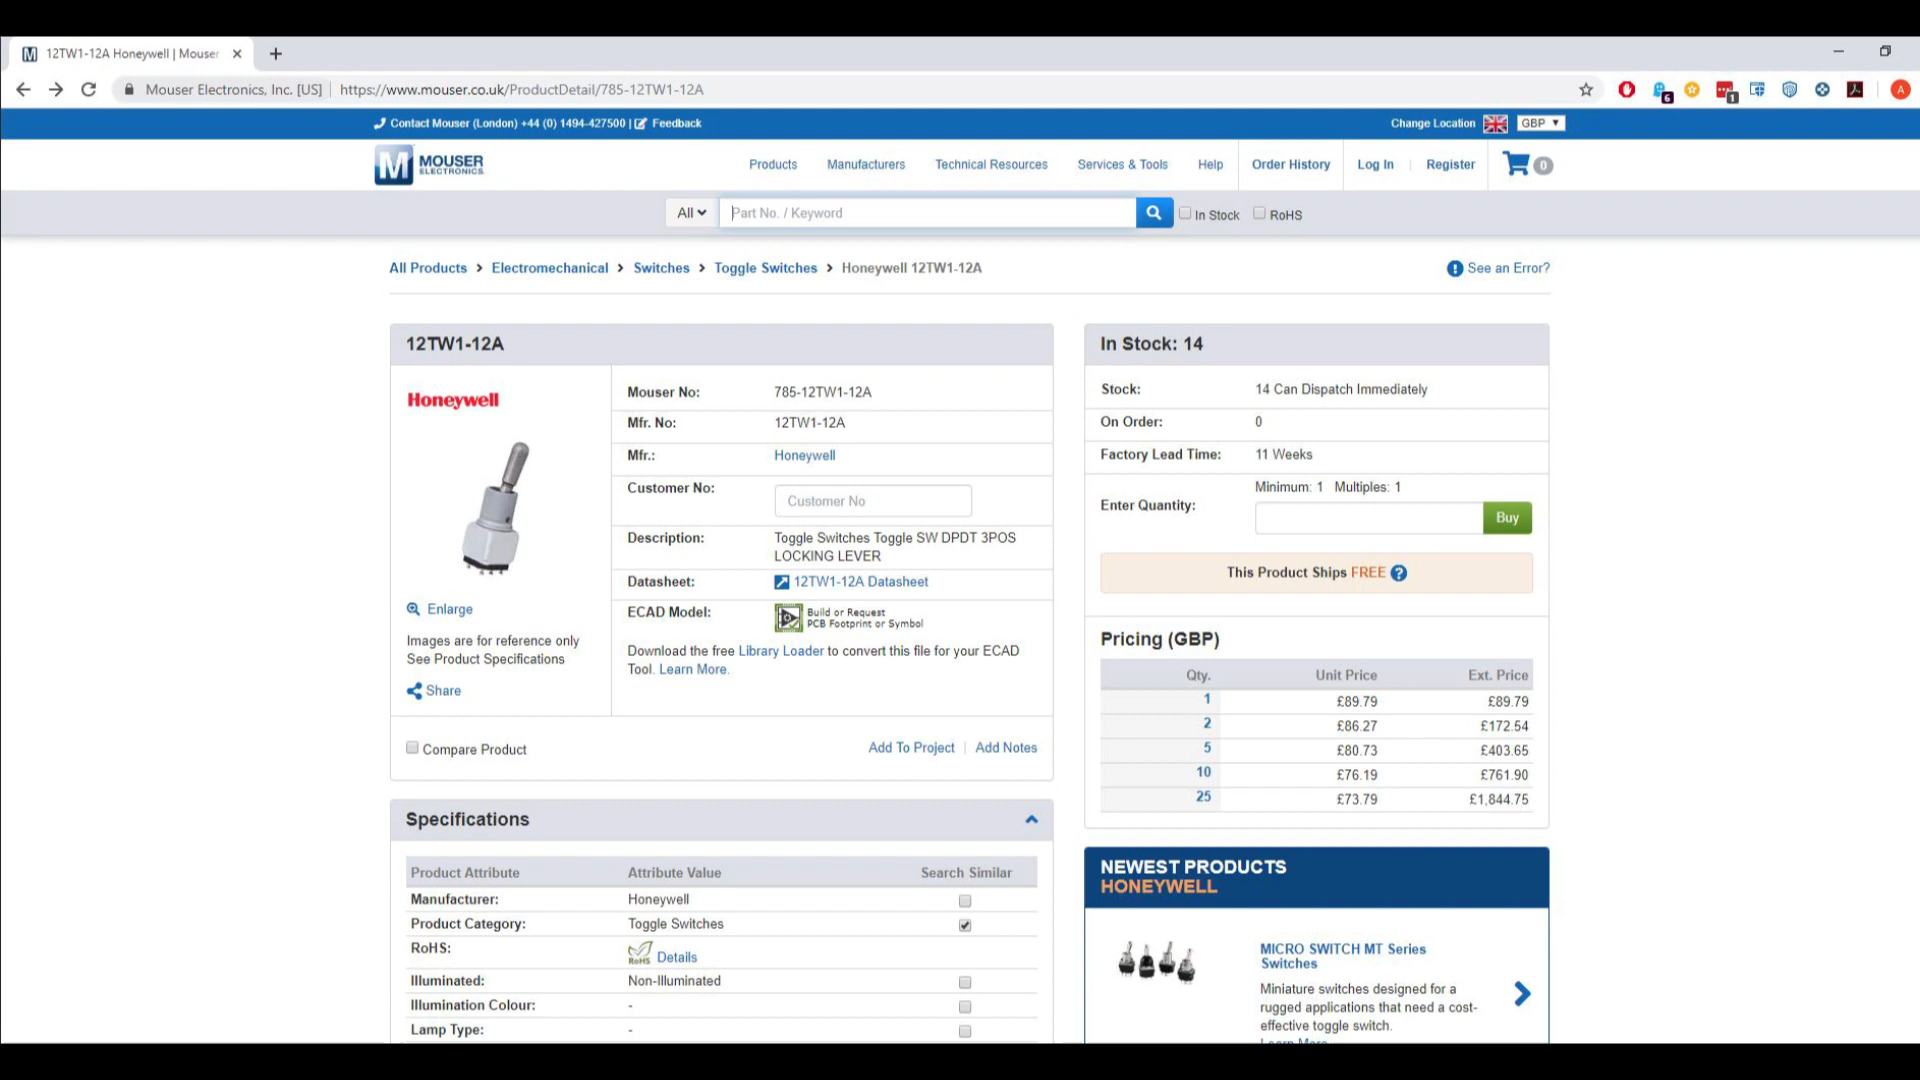 12TW1-12A Honeywell | Mouser
Mouser Electronics, Inc. [US] | https://www.mouser.co.uk/ProductDetail/785-12TW1-12A
6
1
A
Contact Mouser (London) +44 (0) 1494-427500 | Feedback
Change Location GBP
M MOUSER ELECTRONICS
Products Manufacturers Technical Resources Services & Tools Help Order History Log In | Register 0
All Part No. / Keyword In Stock RoHS
All Products > Electromechanical > Switches > Toggle Switches > Honeywell 12TW1-12A
See an Error?
12TW1-12A
Honeywell
Enlarge
Images are for reference only
See Product Specifications
Share
Mouser No: 785-12TW1-12A
Mfr. No: 12TW1-12A
Mfr.: Honeywell
Customer No: Customer No
Description: Toggle Switches Toggle SW DPDT 3POS
LOCKING LEVER
Datasheet: 12TW1-12A Datasheet
ECAD Model: Build or Request
PCB Footprint or Symbol
Download the free Library Loader to convert this file for your ECAD
Tool. Learn More.
Compare Product
Add To Project | Add Notes
In Stock: 14
Stock: 14 Can Dispatch Immediately
On Order: 0
Factory Lead Time: 11 Weeks
Minimum: 1 Multiples: 1
Enter Quantity: Buy
This Product Ships FREE ?
Pricing (GBP)
Qty. Unit Price Ext. Price
1 £89.79 £89.79
2 £86.27 £172.54
5 £80.73 £403.65
10 £76.19 £761.90
25 £73.79 £1,844.75
Specifications
Product Attribute Attribute Value Search Similar
Manufacturer: Honeywell
Product Category: Toggle Switches
RoHS: RoHS Details
Illuminated: Non-Illuminated
Illumination Colour: -
Lamp Type: -
NEWEST PRODUCTS
HONEYWELL
MICRO SWITCH MT Series
Switches
Miniature switches designed for a
rugged applications that need a cost-
effective toggle switch.
Learn More